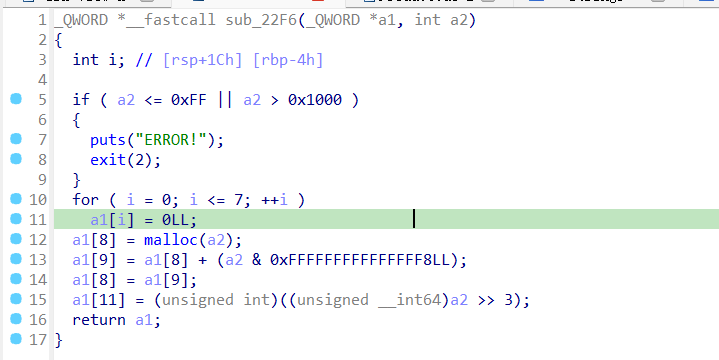 1 _QWORD *__fastcall sub_22F6(_QWORD *a1, int a2)
2 {
3 int i; // [rsp+1Ch] [rbp-4h]
4
5 if ( a2 <= 0xFF || a2 > 0x1000 )
6 {
7 puts("ERROR!");
8 exit(2);
9 }
10 for ( i = 0; i <= 7; ++i )
11 a1[i] = 0LL;
12 a1[8] = malloc(a2);
13 a1[9] = a1[8] + (a2 & 0xFFFFFFFFFFFFFFF8LL);
14 a1[8] = a1[9];
15 a1[11] = (unsigned int)((unsigned __int64)a2 >> 3);
16 return a1;
17 }